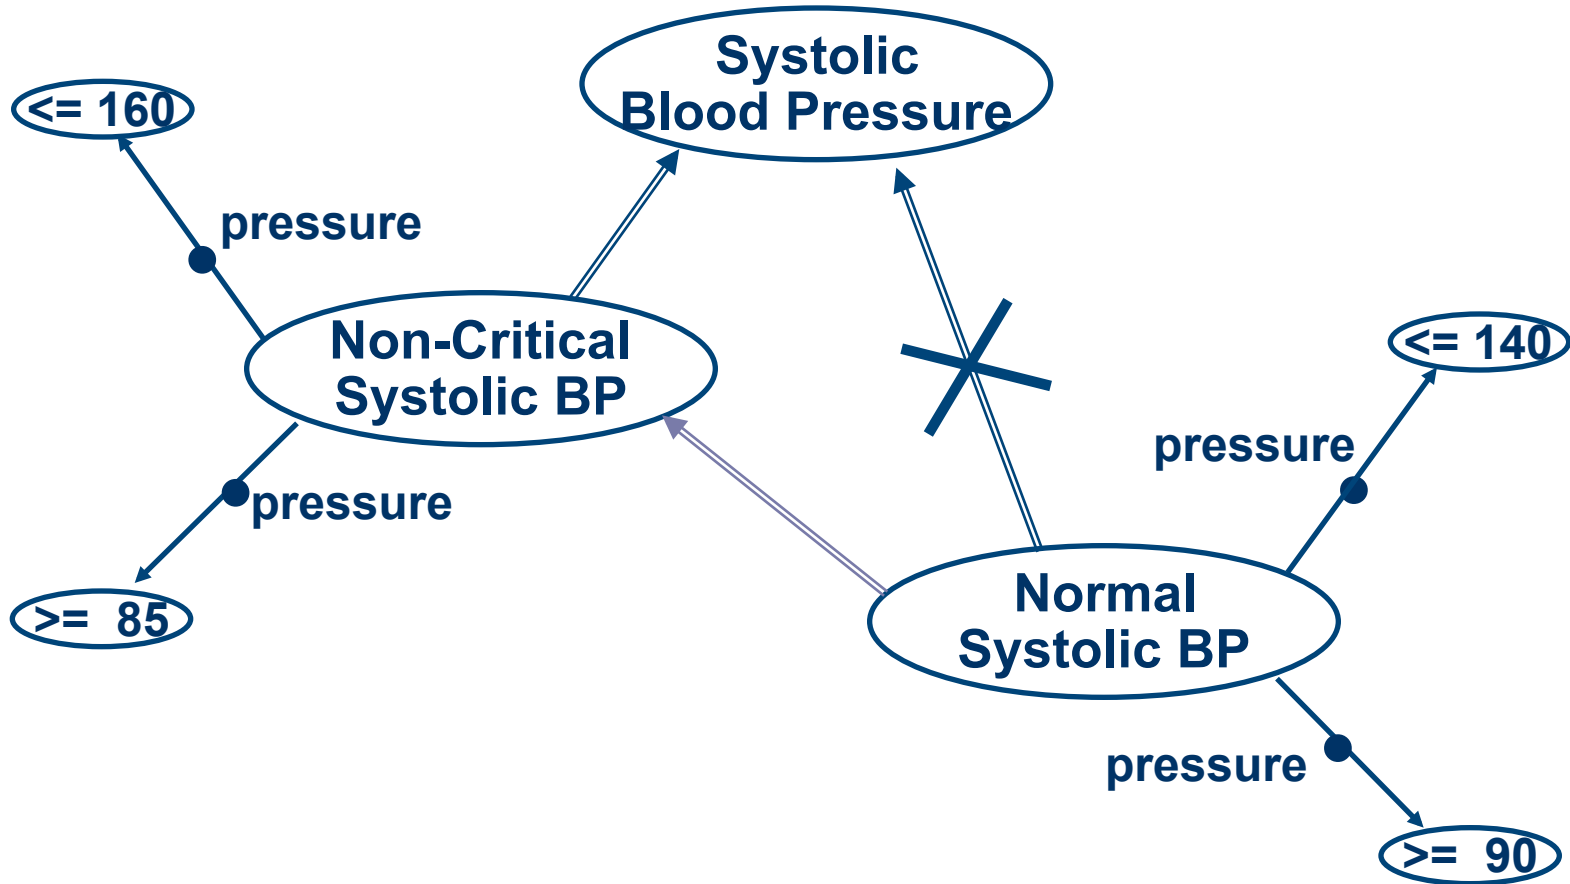 Systolic
Blood Pressure
<= 160
pressure
Non-Critical
Systolic BP
pressure
>= 85
<= 140
pressure
Normal
Systolic BP
pressure
>= 90